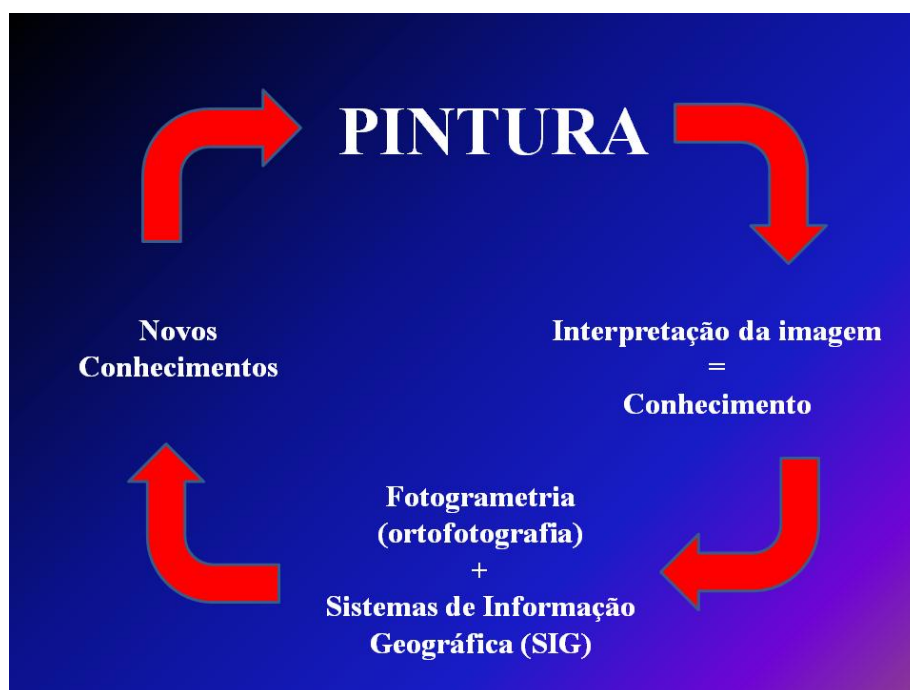 PINTURA
Interpretação da imagem
=
Conhecimento
Fotogrametria
(ortofotografia)
+
Sistemas de Informação
Geográfica (SIG)
Novos
Conhecimentos